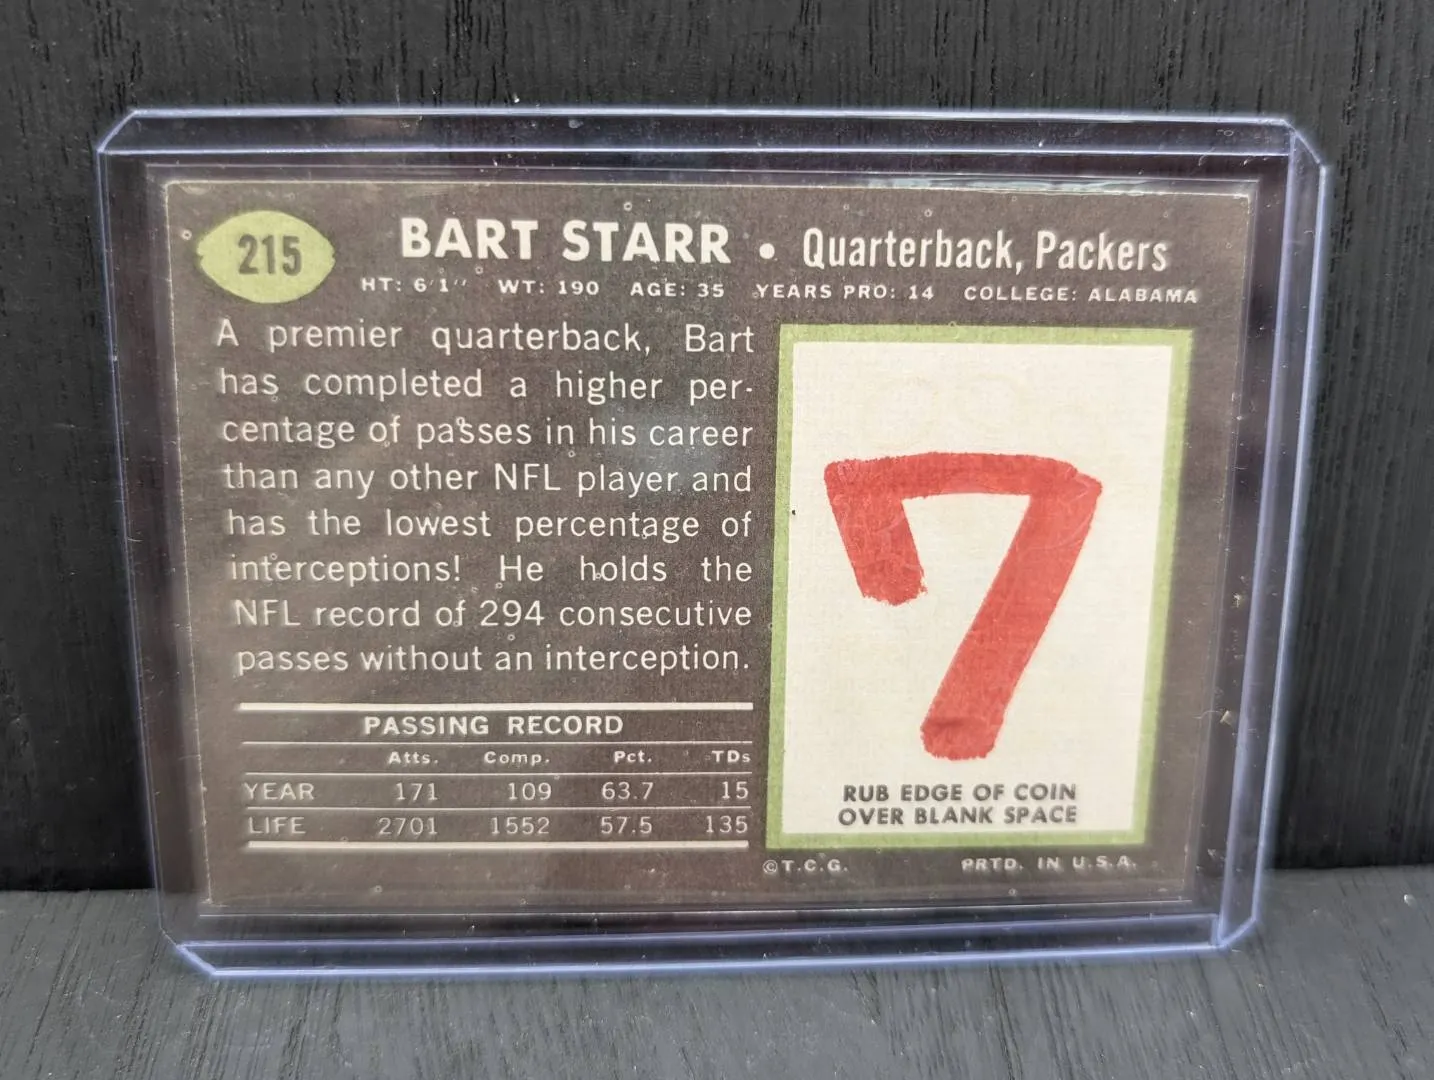 215
BART STARR • Quarterback, Packers
HT: 6'1" WT: 190 AGE: 35 YEARS PRO: 14 COLLEGE: ALABAMA
A premier quarterback, Bart
has completed a higher per-
centage of passes in his career
than any other NFL player and
has the lowest percentage of
interceptions! He holds the
NFL record of 294 consecutive
passes without an interception.
PASSING RECORD
Atts. Comp. Pct. TDs
YEAR 171 109 63.7 15
LIFE 2701 1552 57.5 135
7
RUB EDGE OF COIN
OVER BLANK SPACE
©T.C.G. PRTD. IN U.S.A.